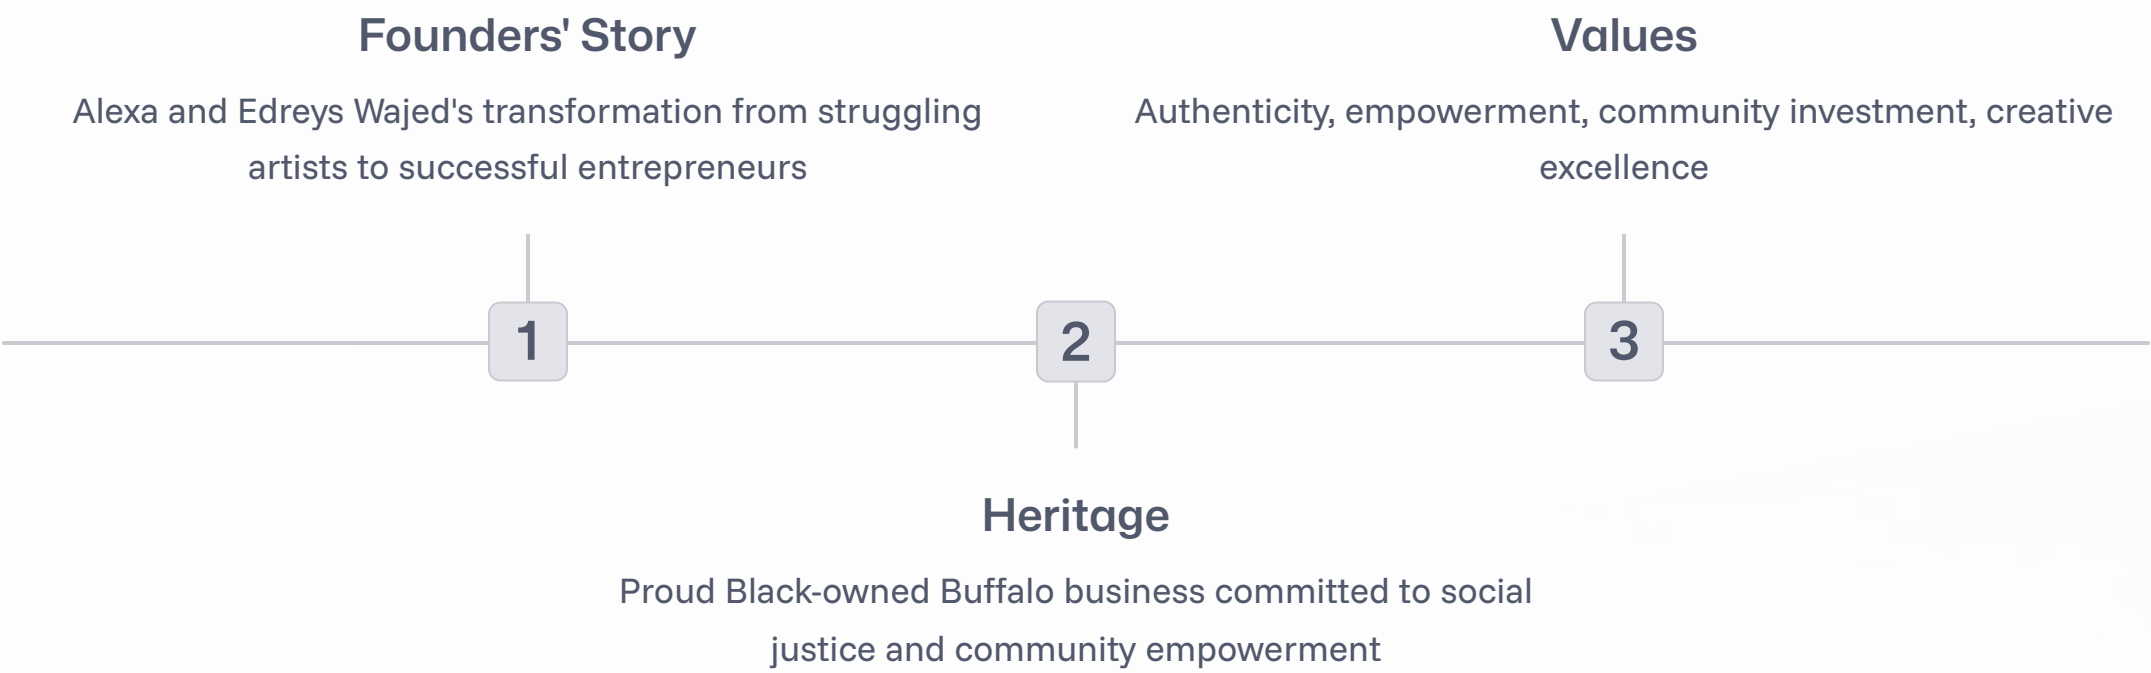 Founders' Story
Alexa and Edreys Wajed's transformation from struggling
artists to successful entrepreneurs
1
2
Heritage
Proud Black-owned Buffalo business committed to social
justice and community empowerment
3
Values
Authenticity, empowerment, community investment, creative
excellence